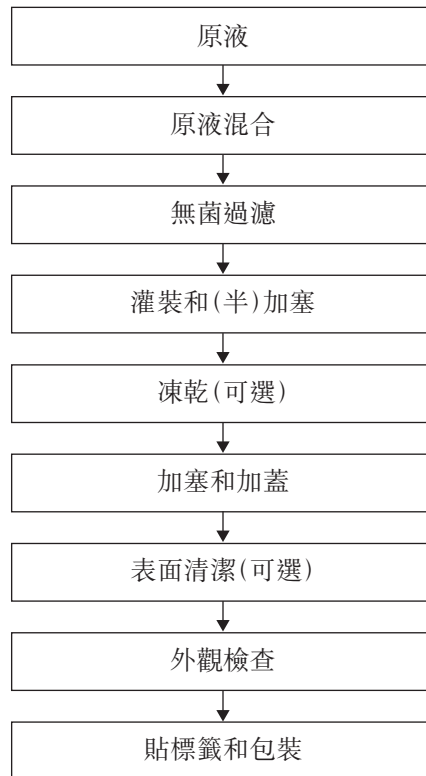 原液
原液混合
無菌過濾
灌裝和(半)加塞
凍乾(可選)
加塞和加蓋
表面清潔(可選)
外觀檢查
貼標籤和包裝